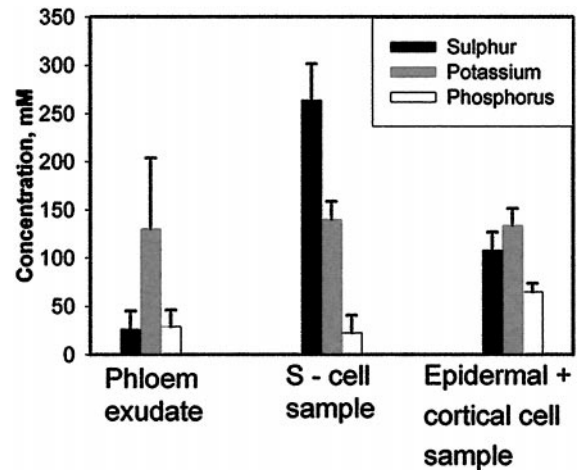 350
300
250
200
150
100
50
0
Concentration, mM
Sulphur
Potassium
Phosphorus
Phloem
exudate
S - cell
sample
Epidermal +
cortical cell
sample